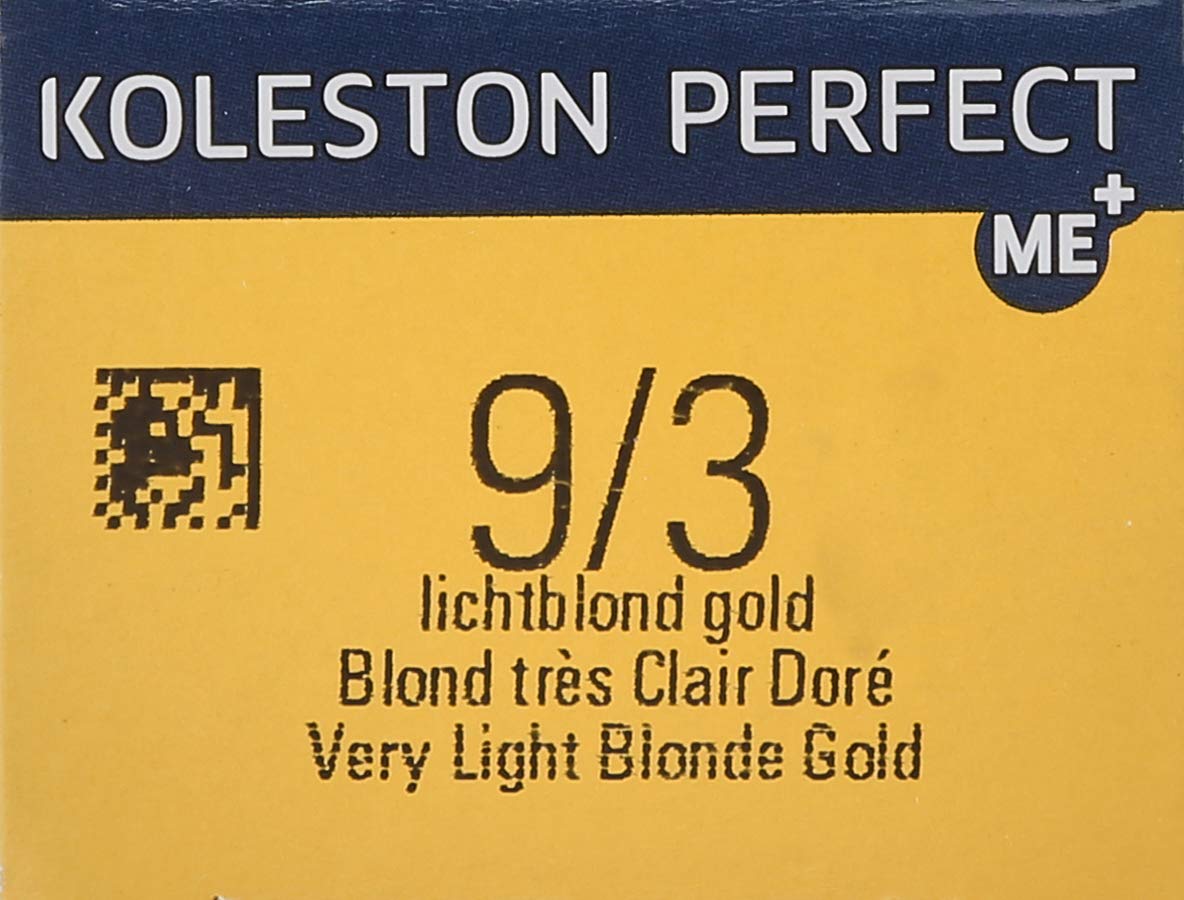 KOLESTON PERFECT
ME+
9/3
lichtblond gold
Blond très Clair Doré
Very Light Blonde Gold